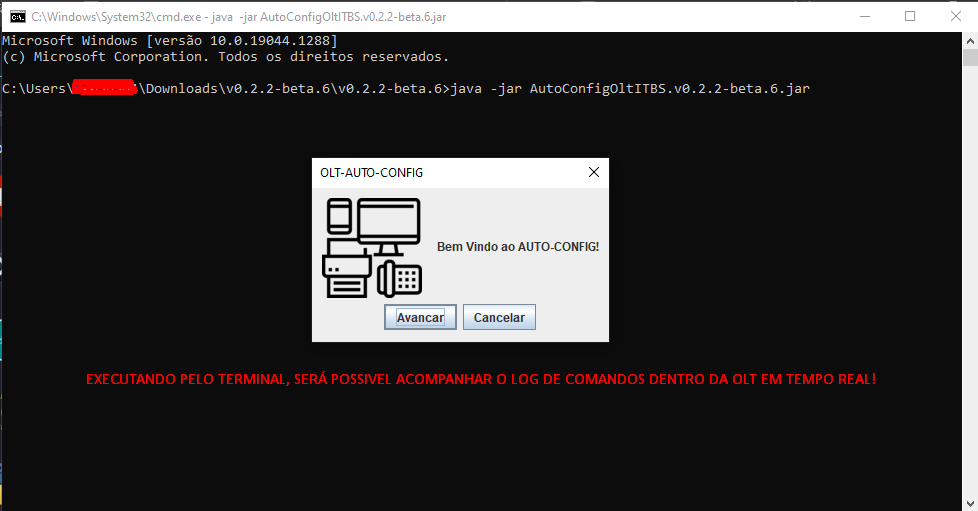 C:\Windows\System32\cmd.exe - java -jar AutoConfigOltITBS.v0.2.2-beta.6.jar
Microsoft Windows [versão 10.0.19044.1288]
(c) Microsoft Corporation. Todos os direitos reservados.
C:\Users\ \Downloads\v0.2.2-beta.6\v0.2.2-beta.6>java -jar AutoConfigOltITBS.v0.2.2-beta.6.jar
OLT-AUTO-CONFIG
Bem Vindo ao AUTO-CONFIG!
Avancar Cancelar
EXECUTANDO PELO TERMINAL, SERÁ POSSIVEL ACOMPANHAR O LOG DE COMANDOS DENTRO DA OLT EM TEMPO REAL!